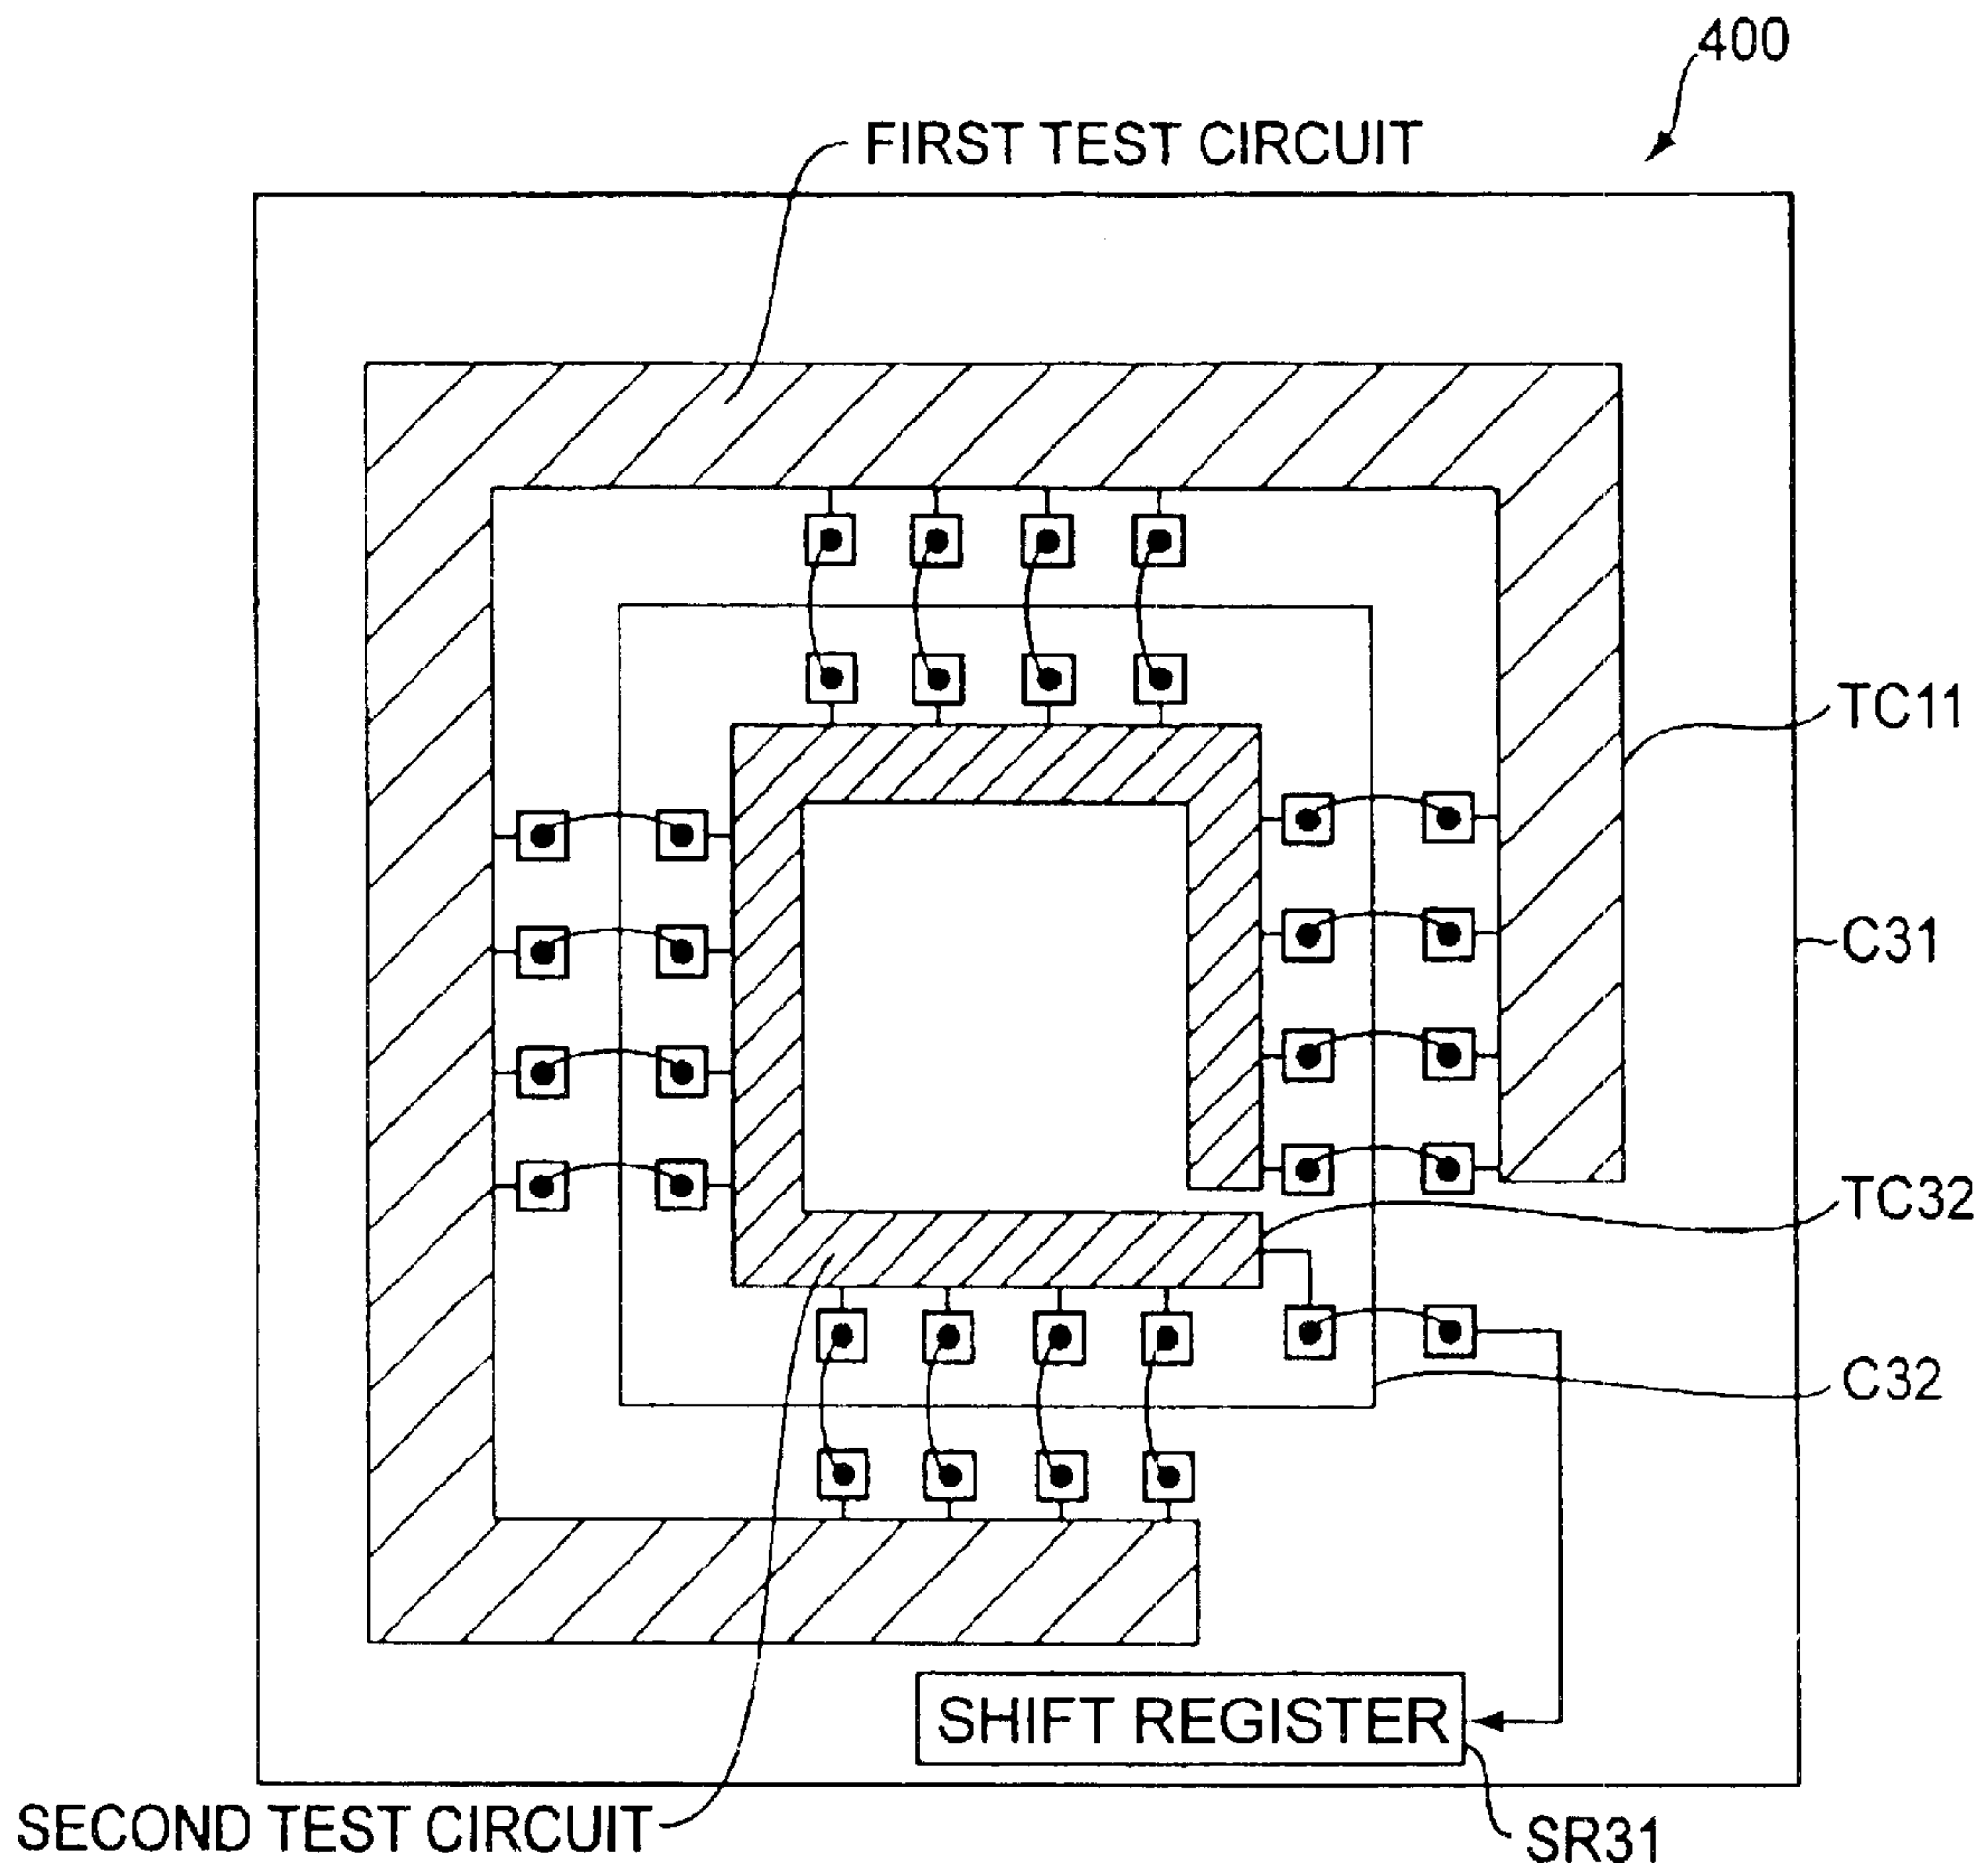 400
FIRST TEST CIRCUIT
TC11
C31
TC32
C32
SHIFT REGISTER
SECOND TEST CIRCUIT
SR31